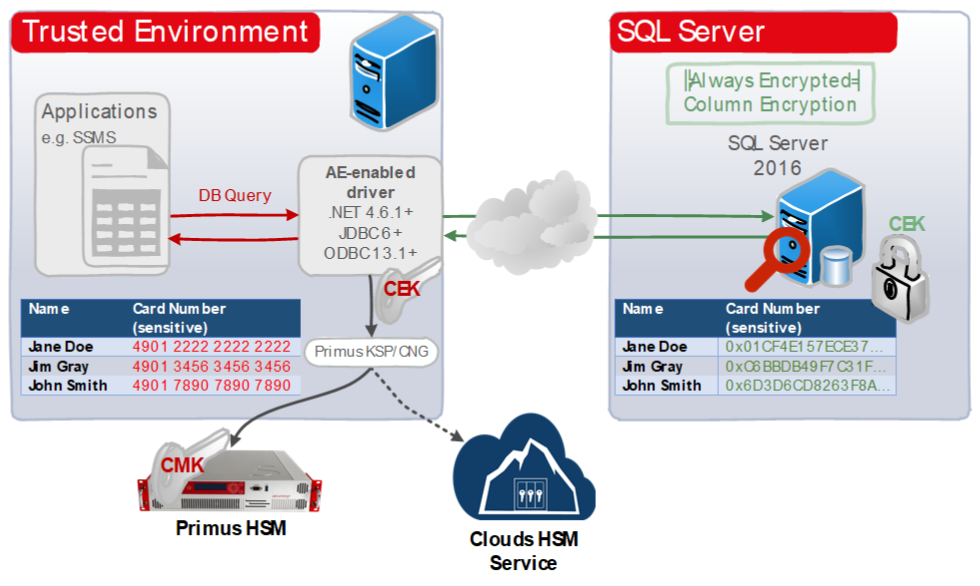 Trusted Environment
Applications
e.g. SSMS
DB Query
AE-enabled
driver
.NET 4.6.1+
JDBC6+
ODBC13.1+
CEK
Primus KSP/CNG
Name Card Number
(sensitive)
Jane Doe 4901 2222 2222 2222
Jim Gray 4901 3456 3456 3456
John Smith 4901 7890 7890 7890
CMK
Primus HSM
Clouds HSM
Service
SQL Server
Always Encrypted=
Column Encryption
SQL Server
2016
CEK
Name Card Number
(sensitive)
Jane Doe 0x01CF4E157ECE37...
Jim Gray 0xC6BBDB49F7C31F...
John Smith 0x6D3D6CD8263F8A...